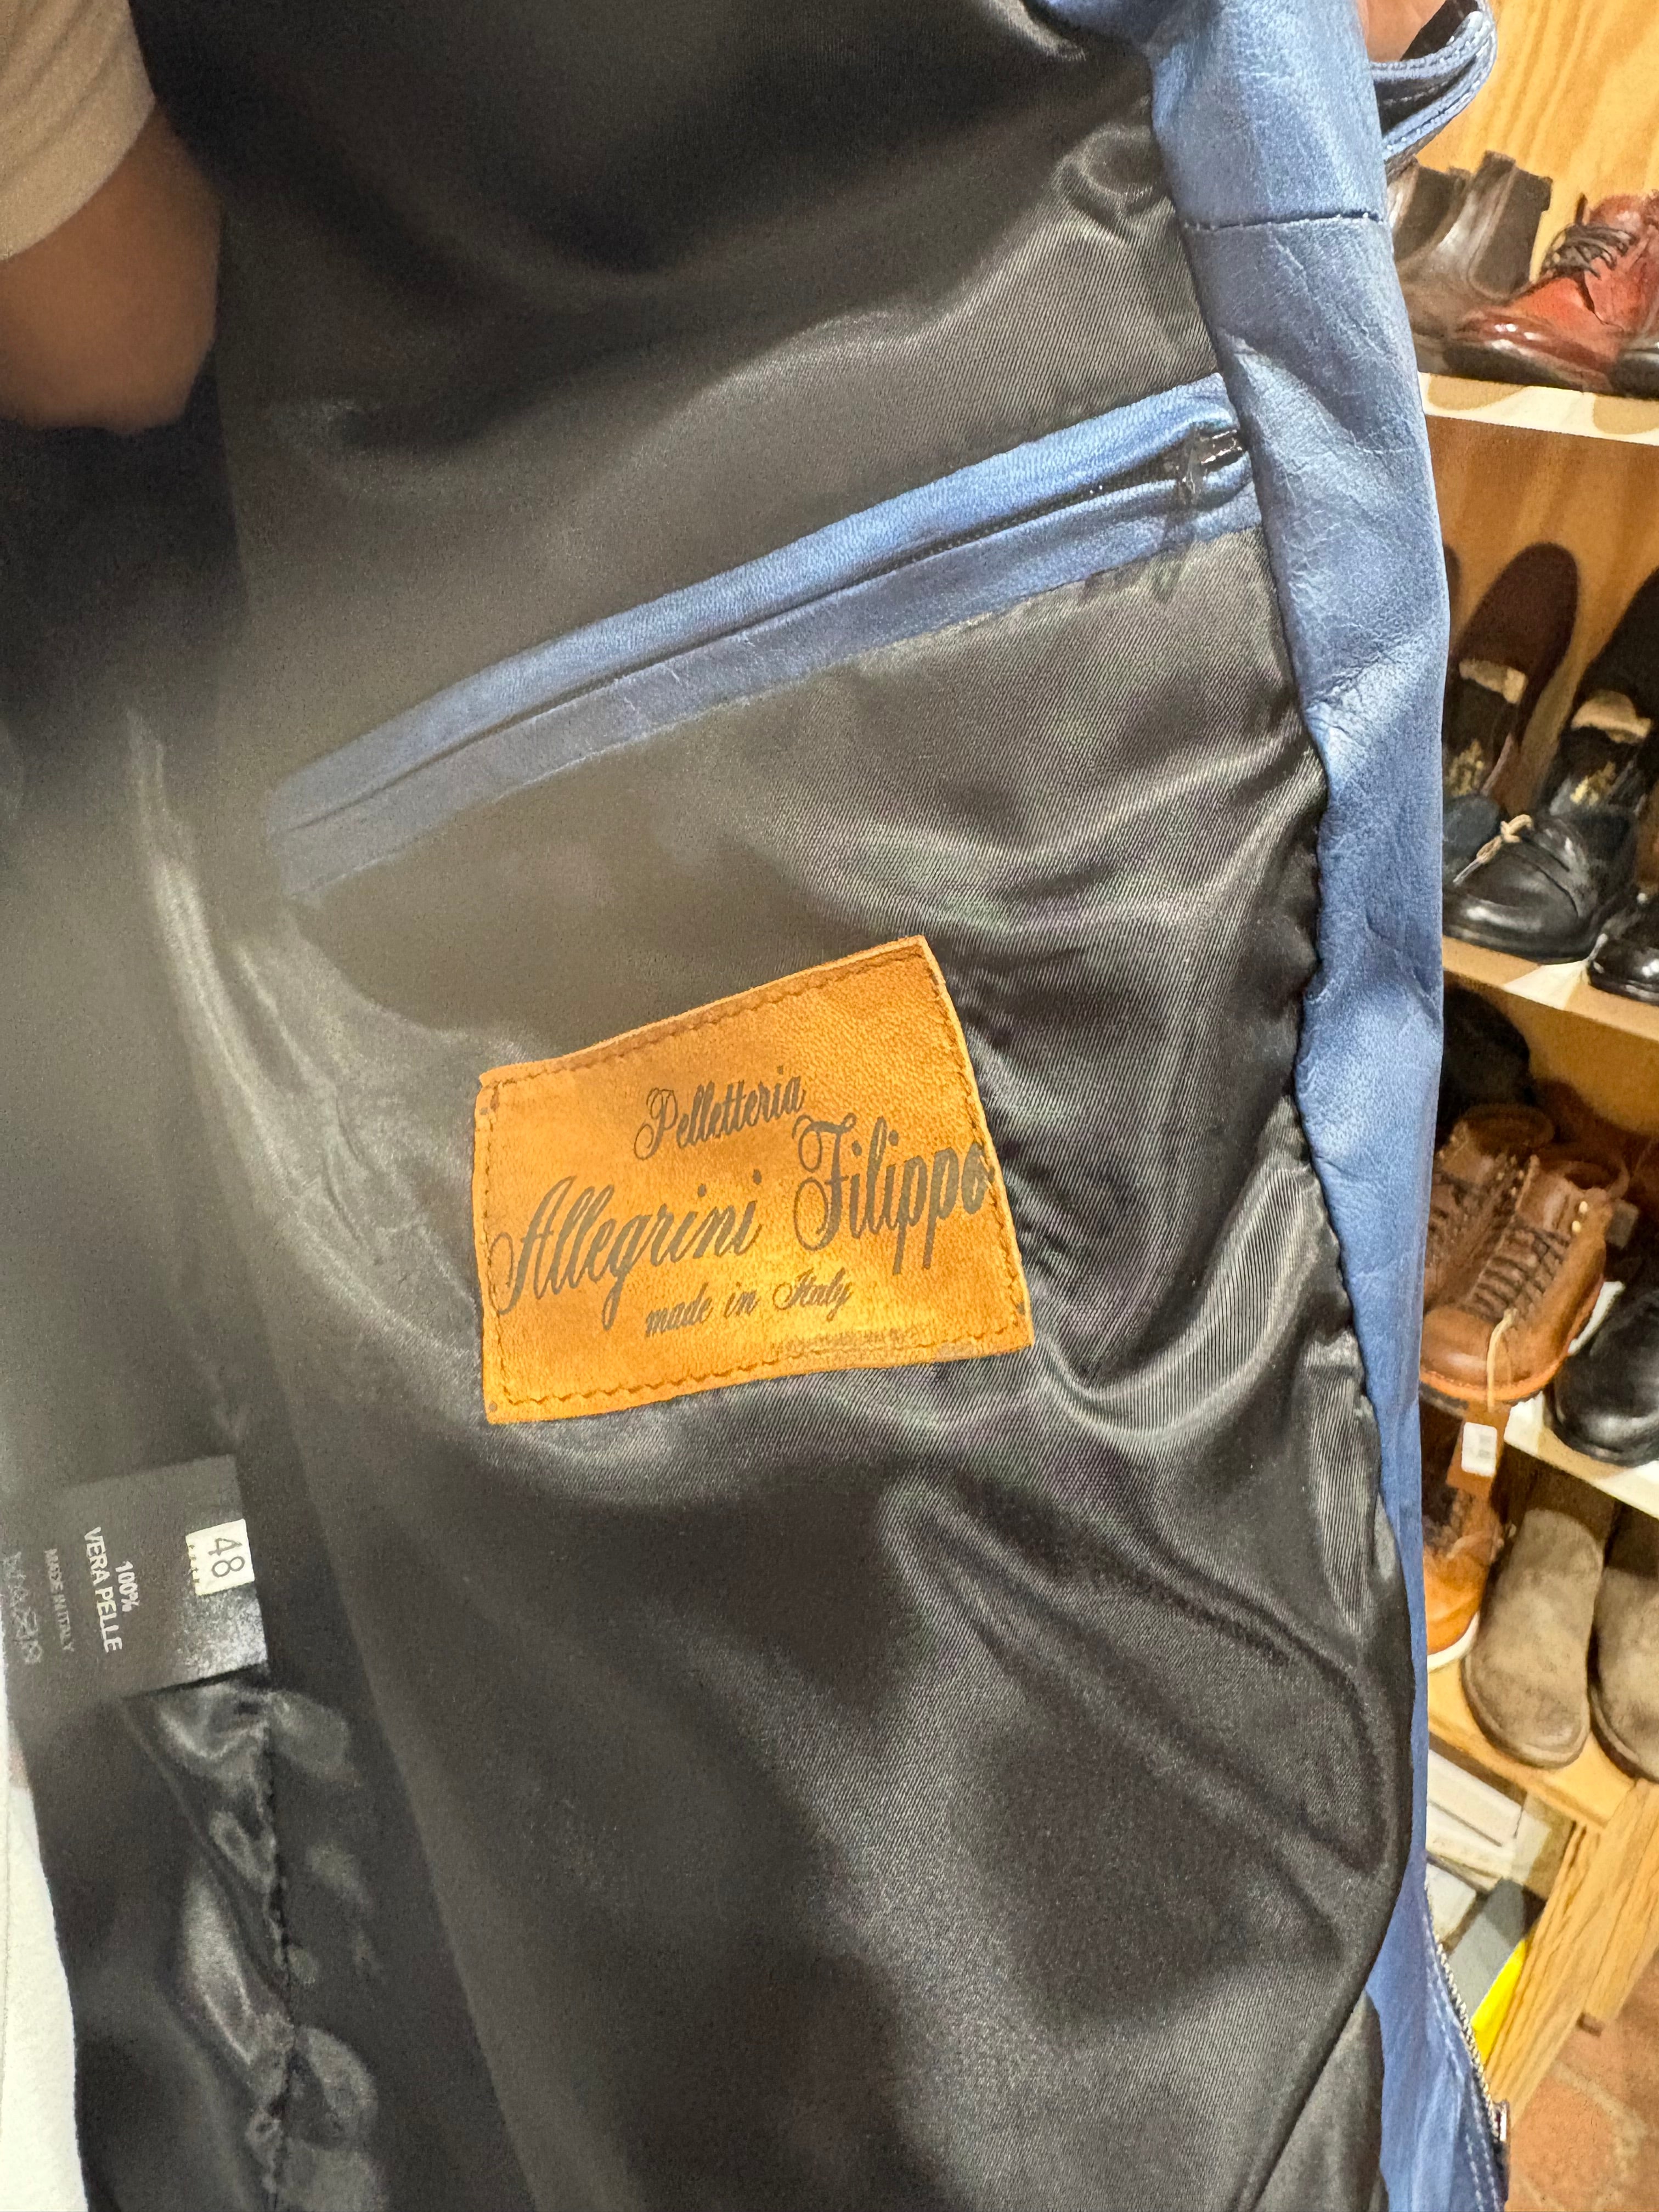 Pelletteria
Allegrini Filippo
made in Italy
48
100%
VERA PELLE
MADE IN ITALY